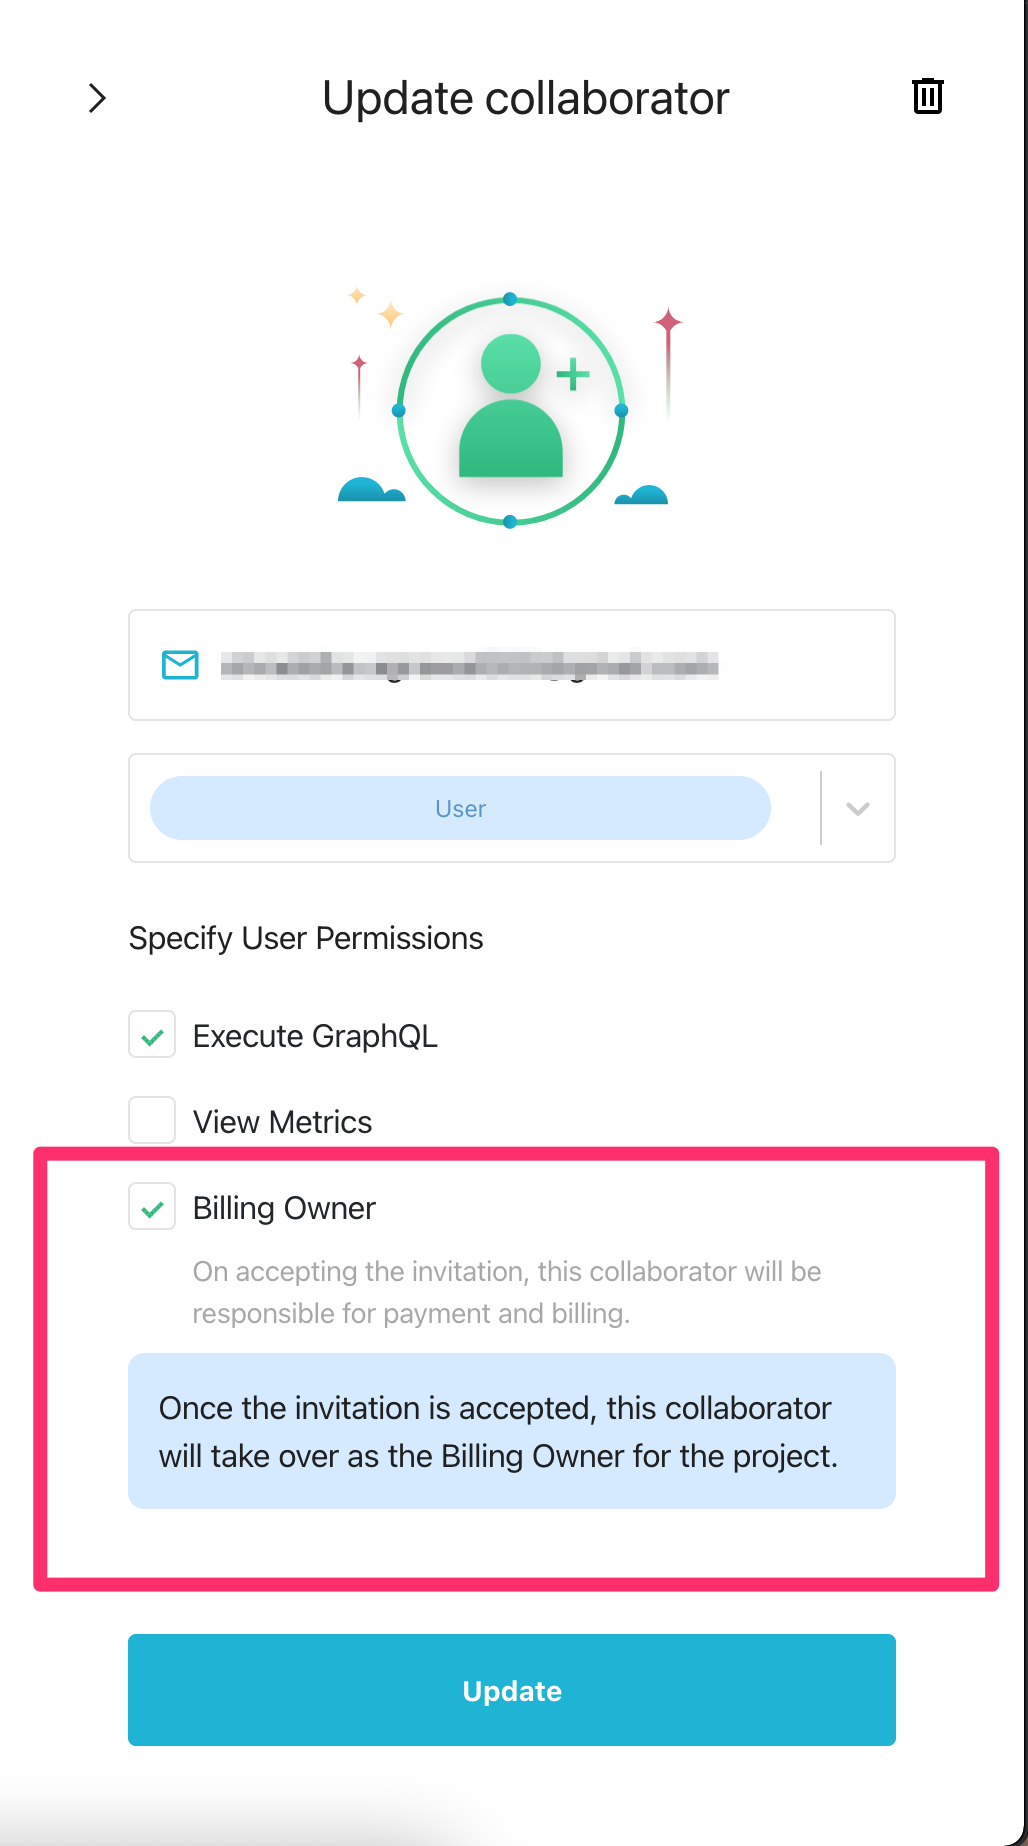 Update collaborator
User
Specify User Permissions
Execute GraphQL
View Metrics
Billing Owner
On accepting the invitation, this collaborator will be
responsible for payment and billing.
Once the invitation is accepted, this collaborator
will take over as the Billing Owner for the project.
Update